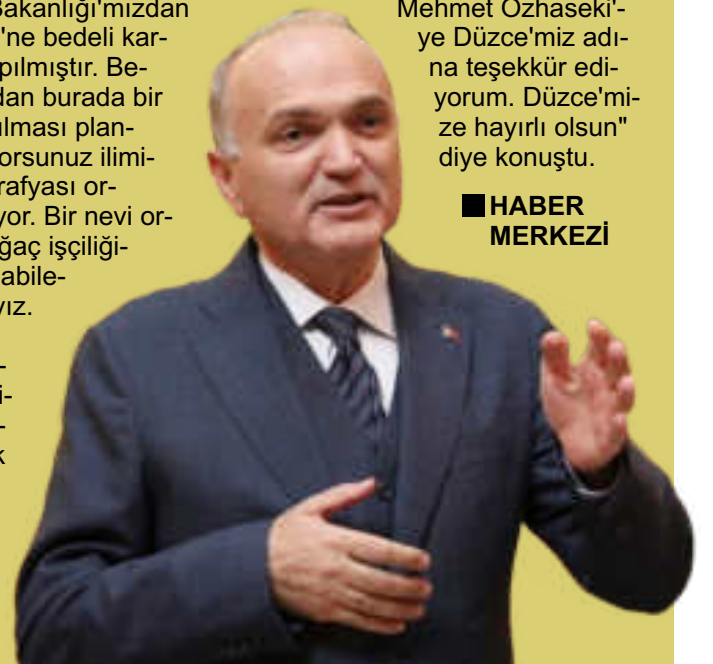 Bakanlığı'mızdan
'ne bedeli kar-
pılmıştır. Be-
dan burada bir
ılması plan-
orsunuz ilimi-
rafyası or-
yor. Bir nevi or-
ğaç işçiliği-
abile-
yız.
-
i-
-
k
Mehmet Özhaseki'-
ye Düzce'miz adı-
na teşekkür edi-
yorum. Düzce'mi-
ze hayırlı olsun"
diye konuştu.
HABER
MERKEZİ